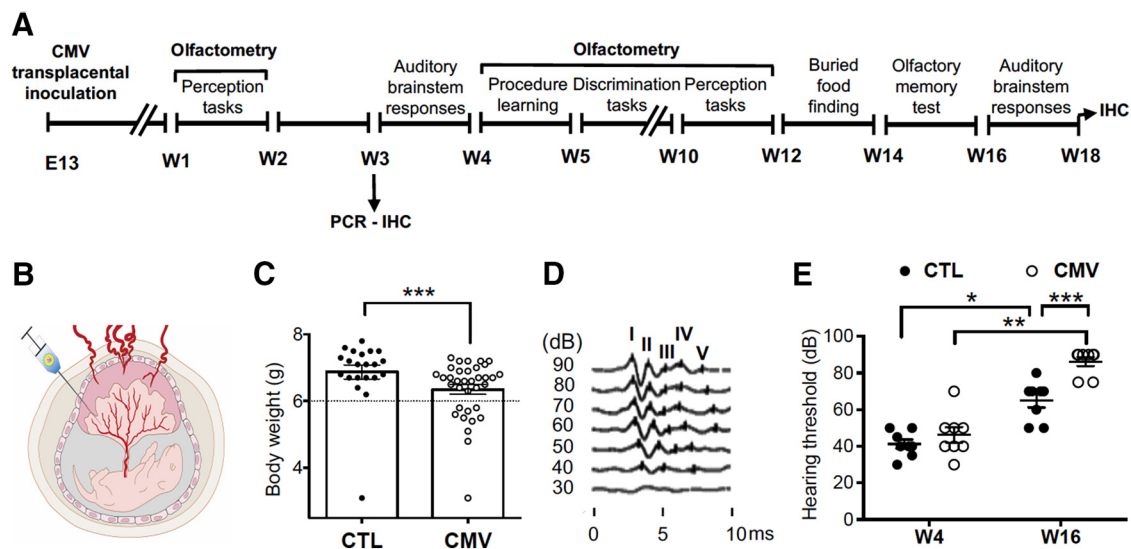 A
CMV
transplacental
inoculation
Olfactometry
Perception
tasks
Auditory
brainstem
responses
Olfactometry
Procedure
learning
Discrimination
tasks
Perception
tasks
Buried
food
finding
Olfactory
memory
test
Auditory
brainstem
responses
IHC
E13 W1 W2 W3 W4 W5 W10 W12 W14 W16 W18
PCR - IHC
B
C
***
Body weight (g)
8
6
4
CTL CMV
D
(dB)
I II III IV V
90
80
70
60
50
40
30
0 5 10 ms
E
CTL CMV
* ***
**
Hearing threshold (dB)
100
80
60
40
20
0
W4 W16